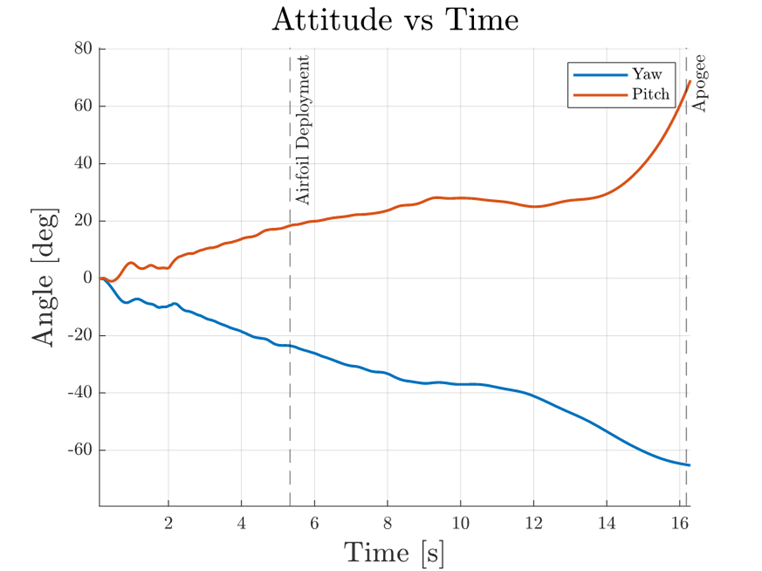 Attitude vs Time
Angle [deg]
80
60
40
20
0
-20
-40
-60
Airfoil Deployment
Apogee
Yaw
Pitch
2 4 6 8 10 12 14 16
Time [s]